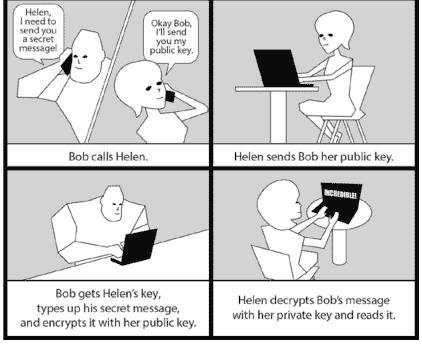 Helen,
I need to
send you
a secret
message!
Okay Bob,
I'll send
you my
public key.
Bob calls Helen.
Helen sends Bob her public key.
INCREDIBLE!
Bob gets Helen's key,
types up his secret message,
and encrypts it with her public key.
Helen decrypts Bob's message
with her private key and reads it.